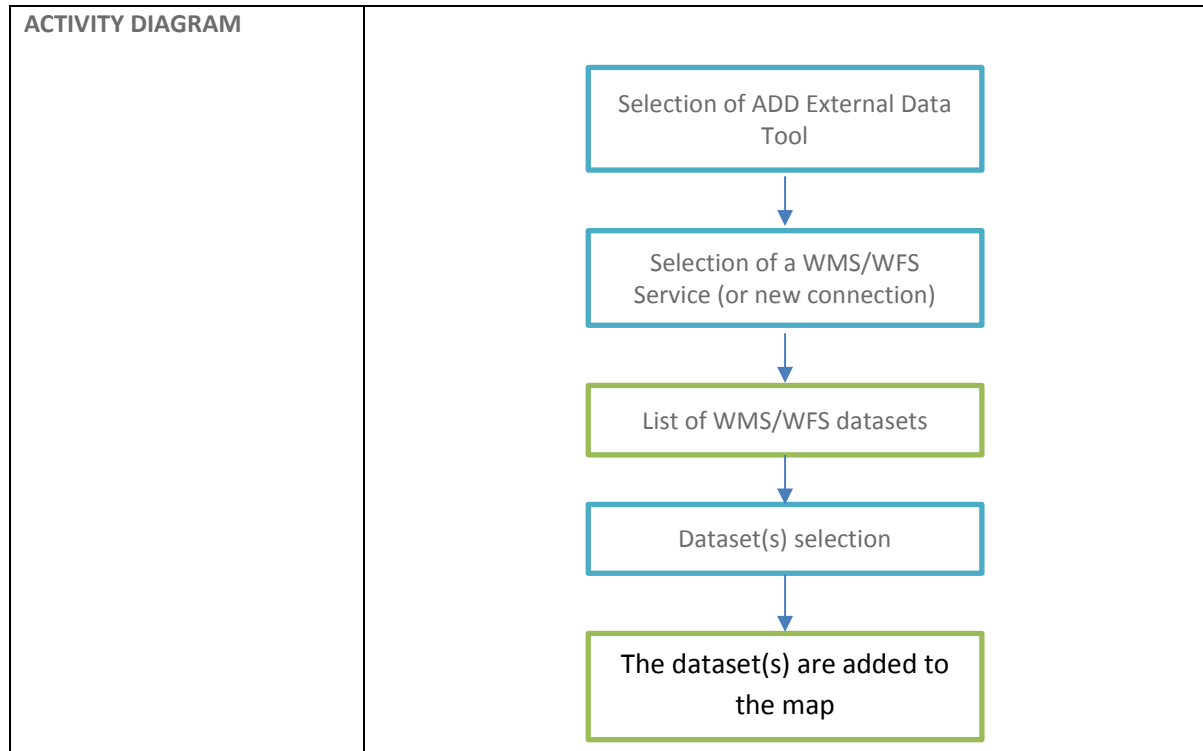 ACTIVITY DIAGRAM
Selection of ADD External Data
Tool
Selection of a WMS/WFS
Service (or new connection)
List of WMS/WFS datasets
Dataset(s) selection
The dataset(s) are added to
the map